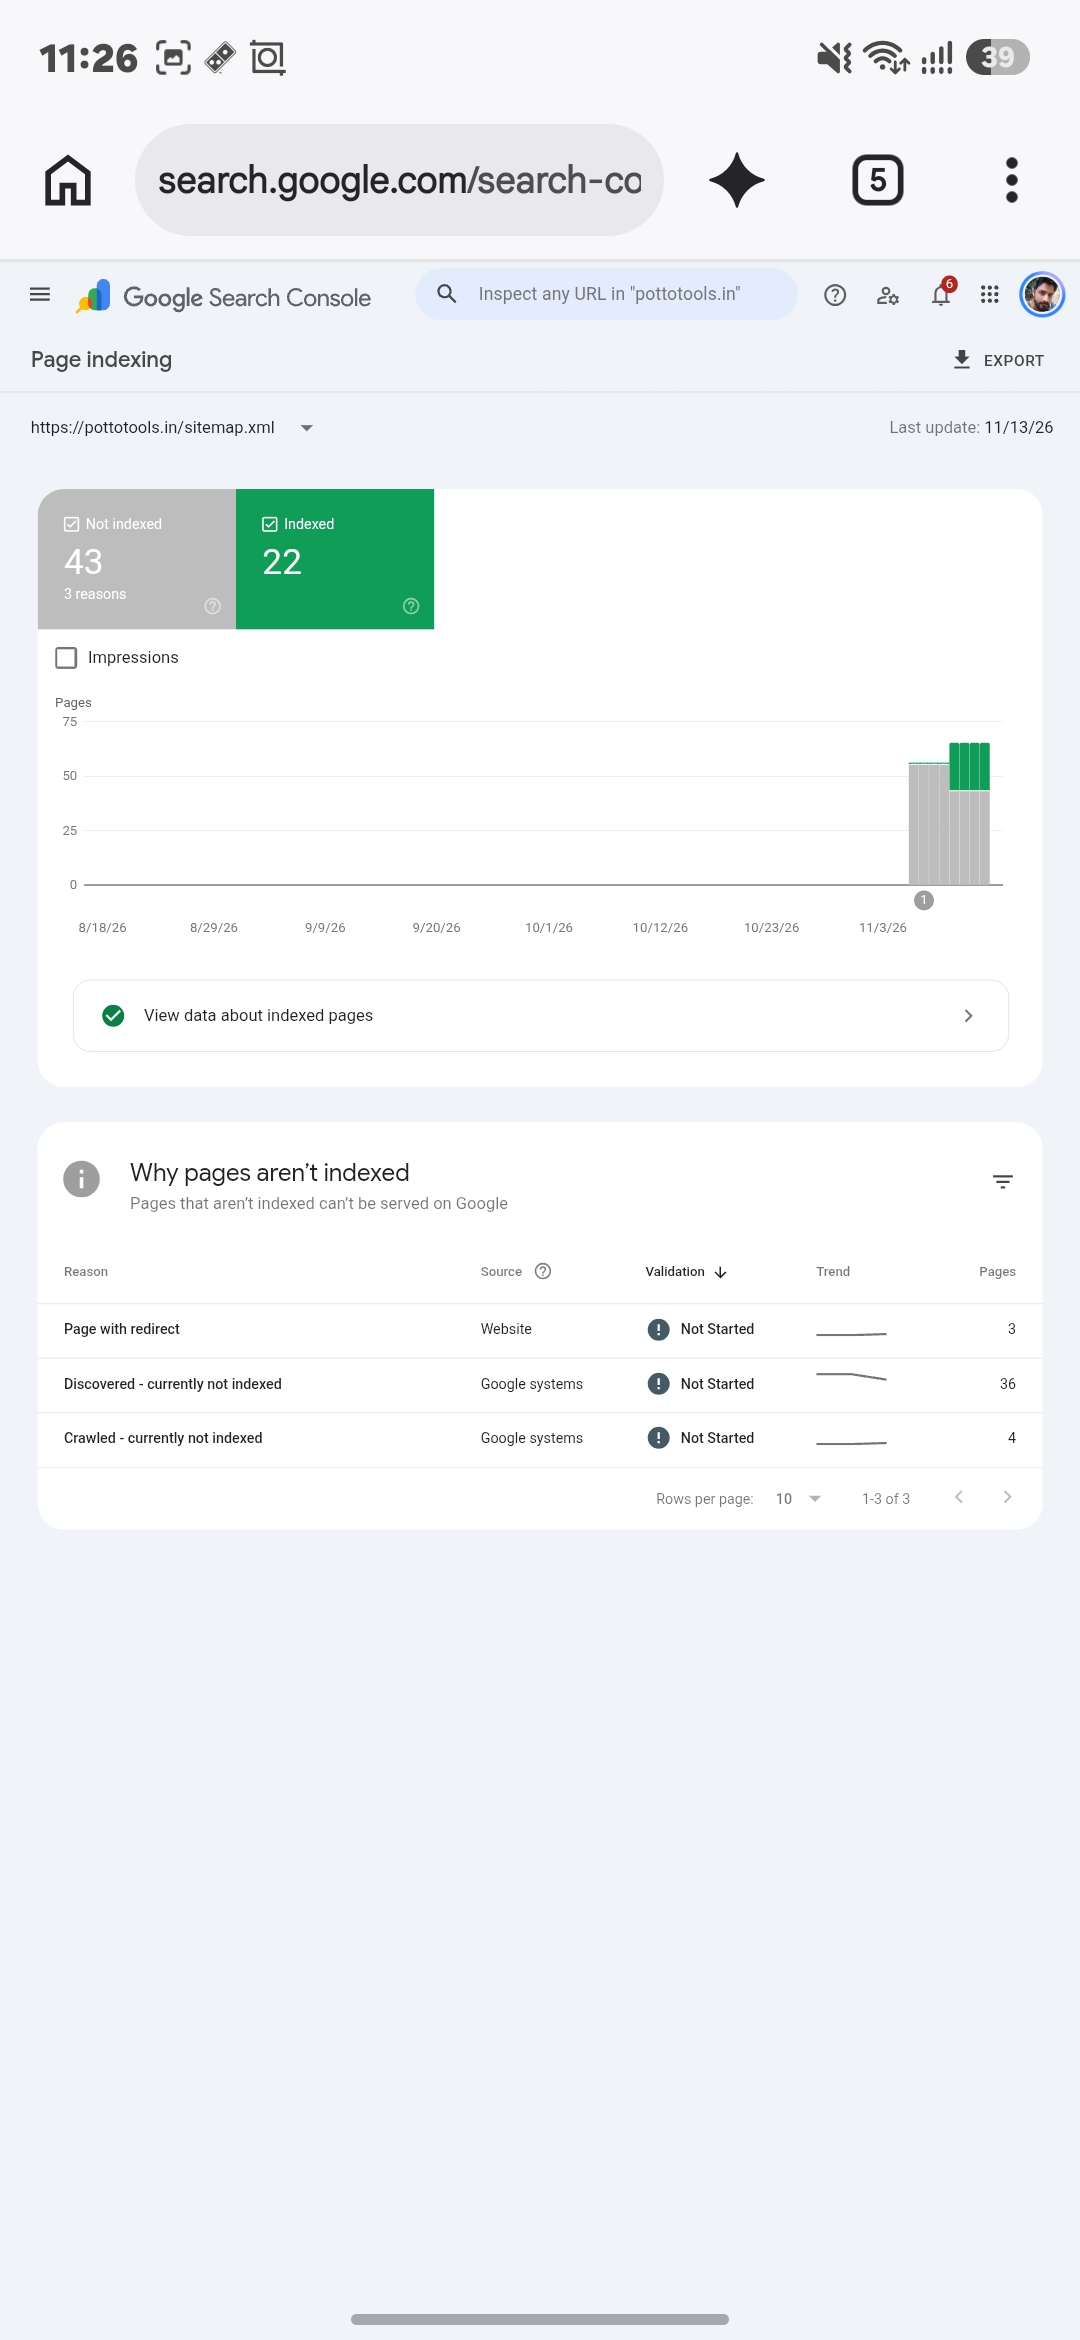 11:26
39
search.google.com/search-co
5
Google Search Console
Inspect any URL in "pottotools.in"
6
Page indexing
EXPORT
https://pottotools.in/sitemap.xml
Last update: 11/13/26
Not indexed
43
3 reasons
Indexed
22
Impressions
Pages
75
50
25
0
1
8/18/26 8/29/26 9/9/26 9/20/26 10/1/26 10/12/26 10/23/26 11/3/26
View data about indexed pages
Why pages aren’t indexed
Pages that aren’t indexed can’t be served on Google
Reason Source Validation Trend Pages
Page with redirect Website Not Started 3
Discovered - currently not indexed Google systems Not Started 36
Crawled - currently not indexed Google systems Not Started 4
Rows per page: 10 1-3 of 3